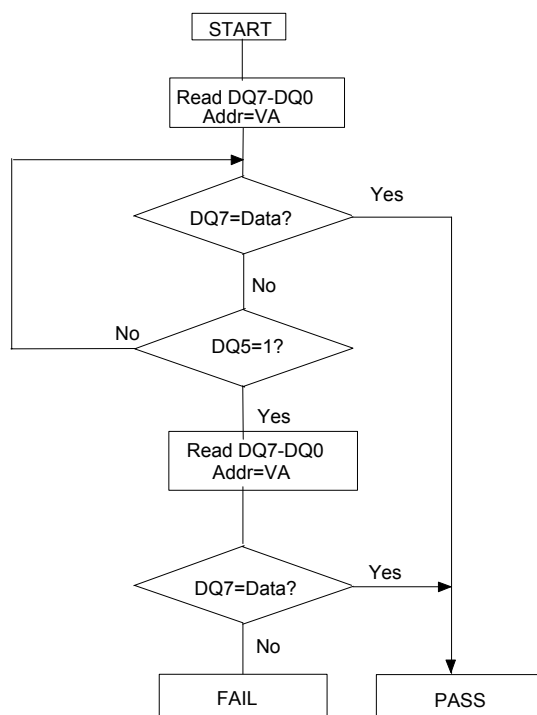 START
Read DQ7-DQ0
Addr=VA
Yes
DQ7=Data?
No
No
DQ5=1?
Yes
Read DQ7-DQ0
Addr=VA
DQ7=Data?
Yes
No
FAIL
PASS